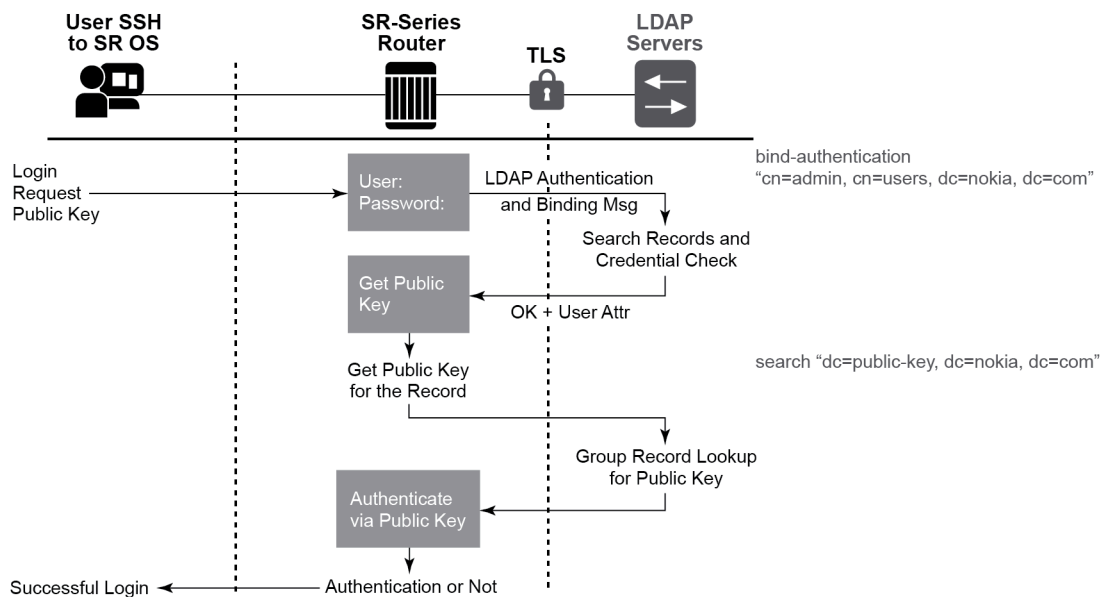 User SSH
to SR OS
SR-Series
Router
TLS
LDAP
Servers
Login
Request
Public Key
User:
Password:
LDAP Authentication
and Binding Msg
bind-authentication
“cn=admin, cn=users, dc=nokia, dc=com”
Search Records and
Credential Check
Get Public
Key
OK + User Attr
Get Public Key
for the Record
search “dc=public-key, dc=nokia, dc=com”
Group Record Lookup
for Public Key
Authenticate
via Public Key
Successful Login
Authentication or Not